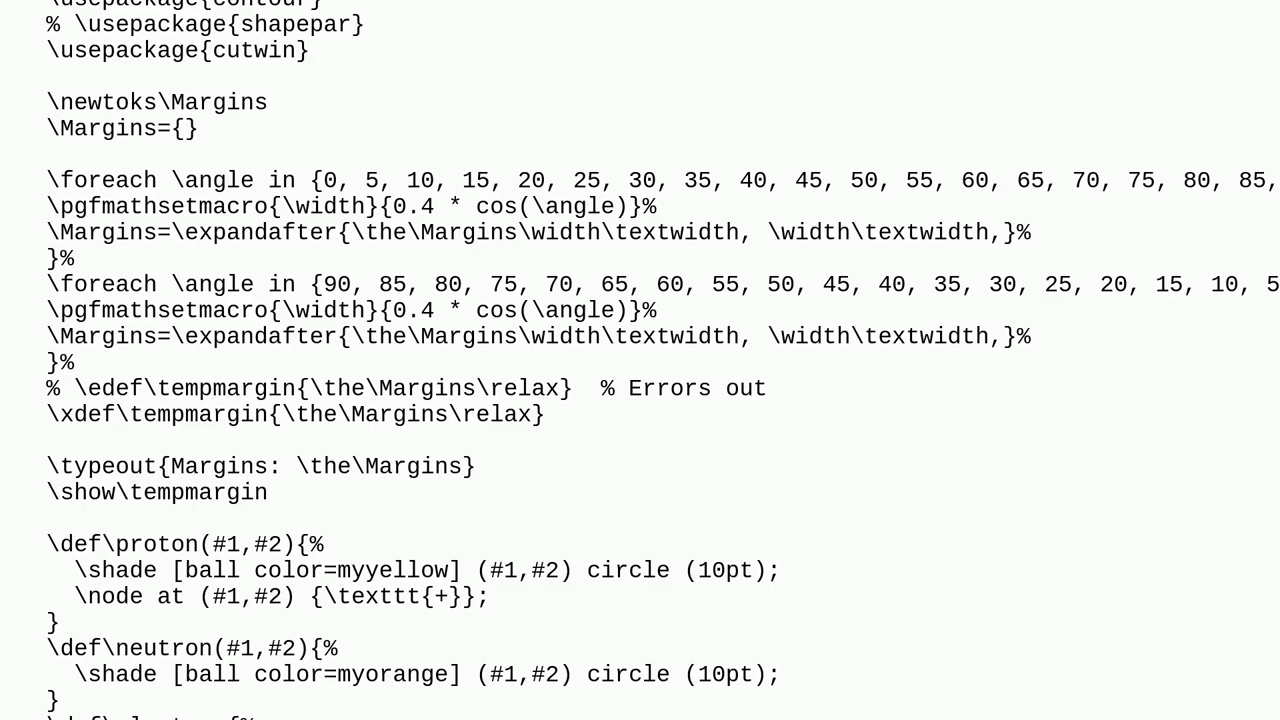 \usepackage{contour}
% \usepackage{shapepar}
\usepackage{cutwin}

\newtoks\Margins
\Margins={}

\foreach \angle in {0, 5, 10, 15, 20, 25, 30, 35, 40, 45, 50, 55, 60, 65, 70, 75, 80, 85,
\pgfmathsetmacro{\width}{0.4 * cos(\angle)}%
\Margins=\expandafter{\the\Margins\width\textwidth, \width\textwidth,}%
}%
\foreach \angle in {90, 85, 80, 75, 70, 65, 60, 55, 50, 45, 40, 35, 30, 25, 20, 15, 10, 5
\pgfmathsetmacro{\width}{0.4 * cos(\angle)}%
\Margins=\expandafter{\the\Margins\width\textwidth, \width\textwidth,}%
}%
% \edef\tempmargin{\the\Margins\relax}  % Errors out
\xdef\tempmargin{\the\Margins\relax}

\typeout{Margins: \the\Margins}
\show\tempmargin

\def\proton(#1,#2){%
  \shade [ball color=myyellow] (#1,#2) circle (10pt);
  \node at (#1,#2) {\texttt{+}};
}
\def\neutron(#1,#2){%
  \shade [ball color=myorange] (#1,#2) circle (10pt);
}